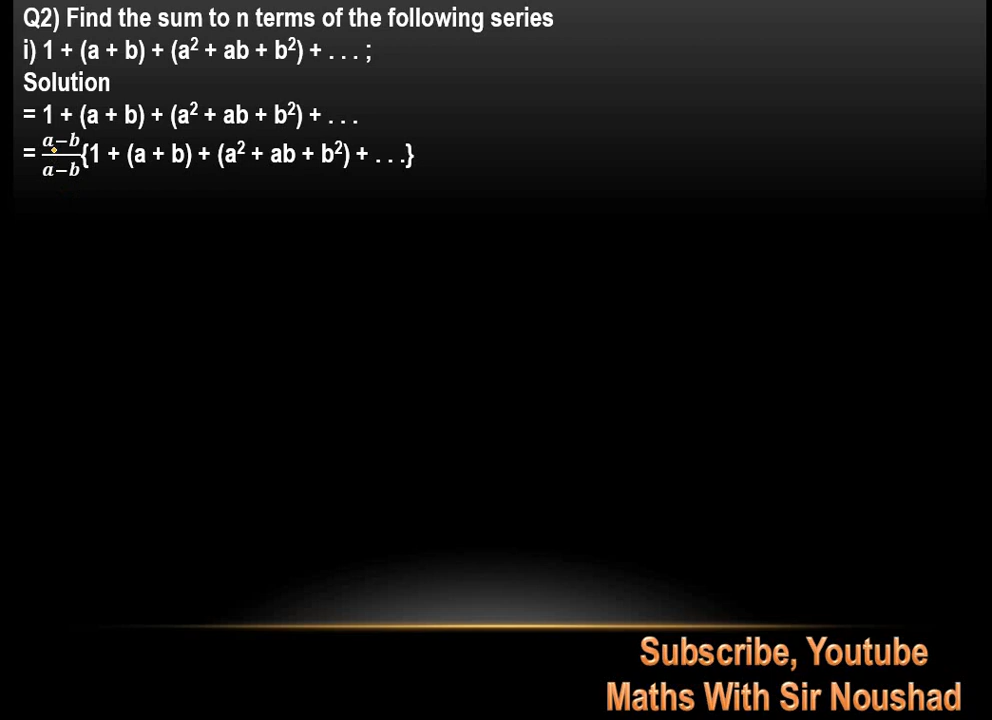 Q2) Find the sum to n terms of the following series
i) 1 + (a + b) + (a² + ab + b²) + . . . ;
Solution
= 1 + (a + b) + (a² + ab + b²) + . . .
= \frac{a-b}{a-b}{1 + (a + b) + (a² + ab + b²) + . . .}
Subscribe, Youtube
Maths With Sir Noushad